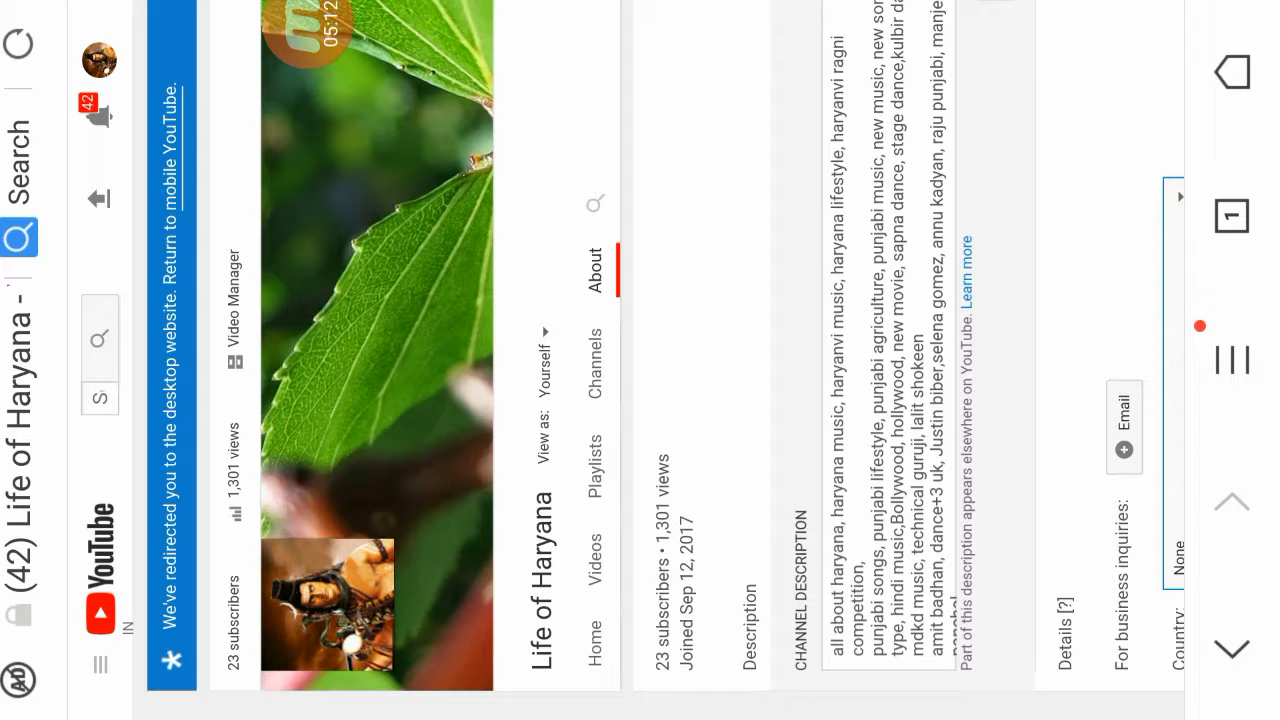 (42) Life of Haryana -
Search
YouTube
IN
S
42
We've redirected you to the desktop website. Return to mobile YouTube.
23 subscribers
1,301 views
Video Manager
05:12
Life of Haryana
View as: Yourself
Home
Videos
Playlists
Channels
About
23 subscribers • 1,301 views
Joined Sep 12, 2017
Description
CHANNEL DESCRIPTION
all about haryana, haryana music, haryanvi music, haryana lifestyle, haryanvi ragni
competition,
punjabi songs, punjabi lifestyle, punjabi agriculture, punjabi music, new music, new
type, hindi music,Bollywood, hollywood, new movie, sapna dance, stage dance,kulbir
mdkd music, technical guruji, lalit shokeen
amit badhan, dance+3 uk, Justin biber,selena gomez, annu kadyan, raju punjabi,
Part of this description appears elsewhere on YouTube. Learn more
Details [?]
For business inquiries:
Email
Country:
None
1